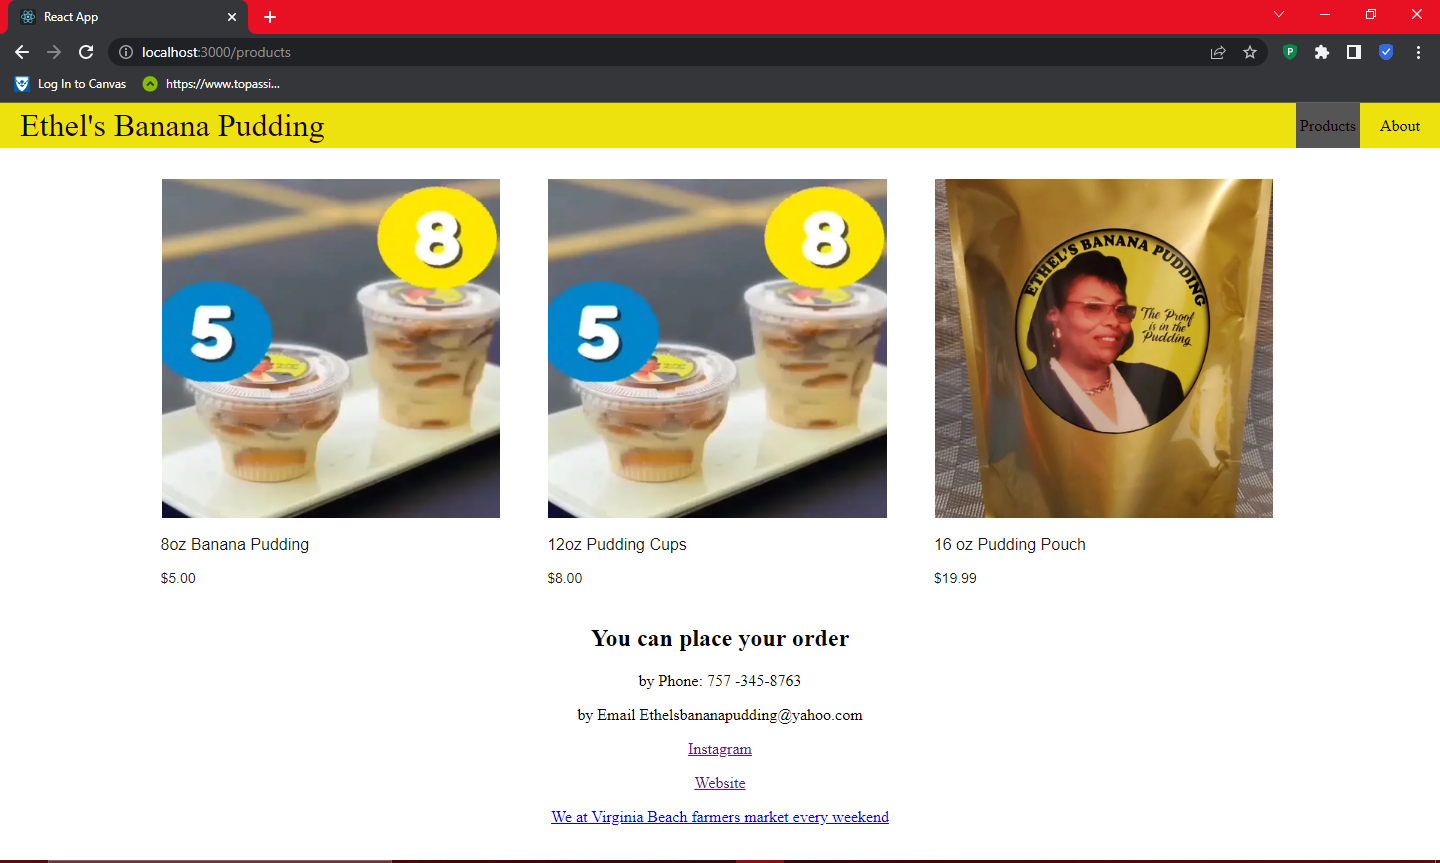 React App
localhost:3000/products
Log In to Canvas
https://www.topassi...
Ethel's Banana Pudding
Products
About
8
5
8
5
ETHEL'S BANANA PUDDING
The Proof
is in the
Pudding
8oz Banana Pudding
12oz Pudding Cups
16 oz Pudding Pouch
$5.00
$8.00
$19.99
You can place your order
by Phone: 757 -345-8763
by Email Ethelsbananapudding@yahoo.com
Instagram
Website
We at Virginia Beach farmers market every weekend